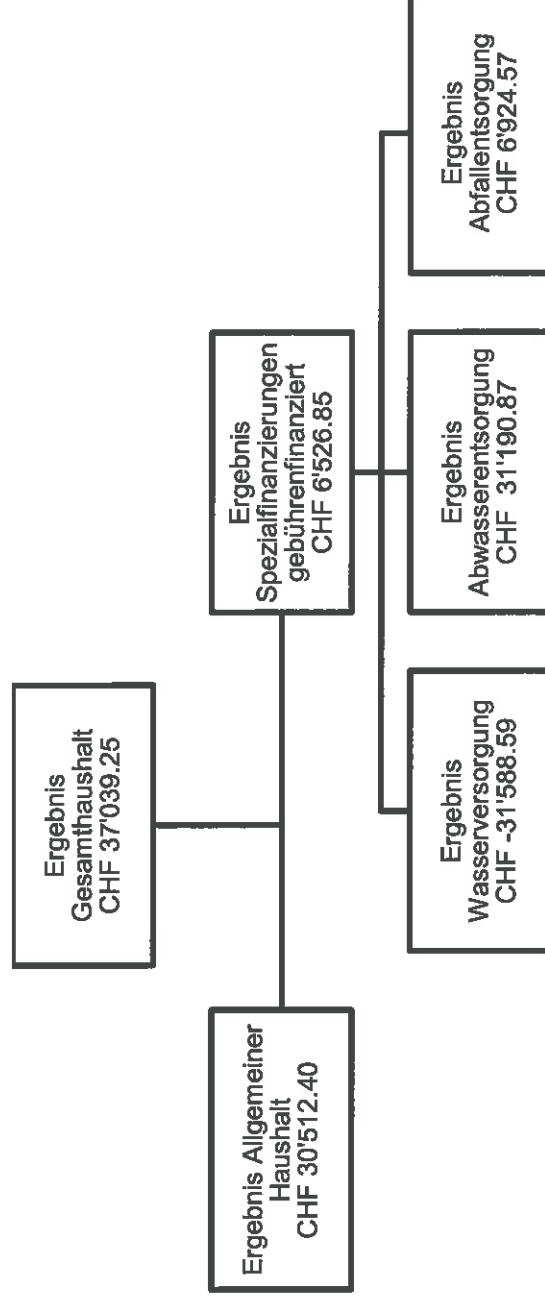 Ergebnis
Gesamthaushalt
CHF 37'039.25
Ergebnis Allgemeiner
Haushalt
CHF 30'512.40
Ergebnis
Spezialfinanzierungen
gebührenfinanziert
CHF 6'526.85
Ergebnis
Wasserversorgung
CHF -31'588.59
Ergebnis
Abwasserentsorgung
CHF 31'190.87
Ergebnis
Abfallentsorgung
CHF 6'924.57